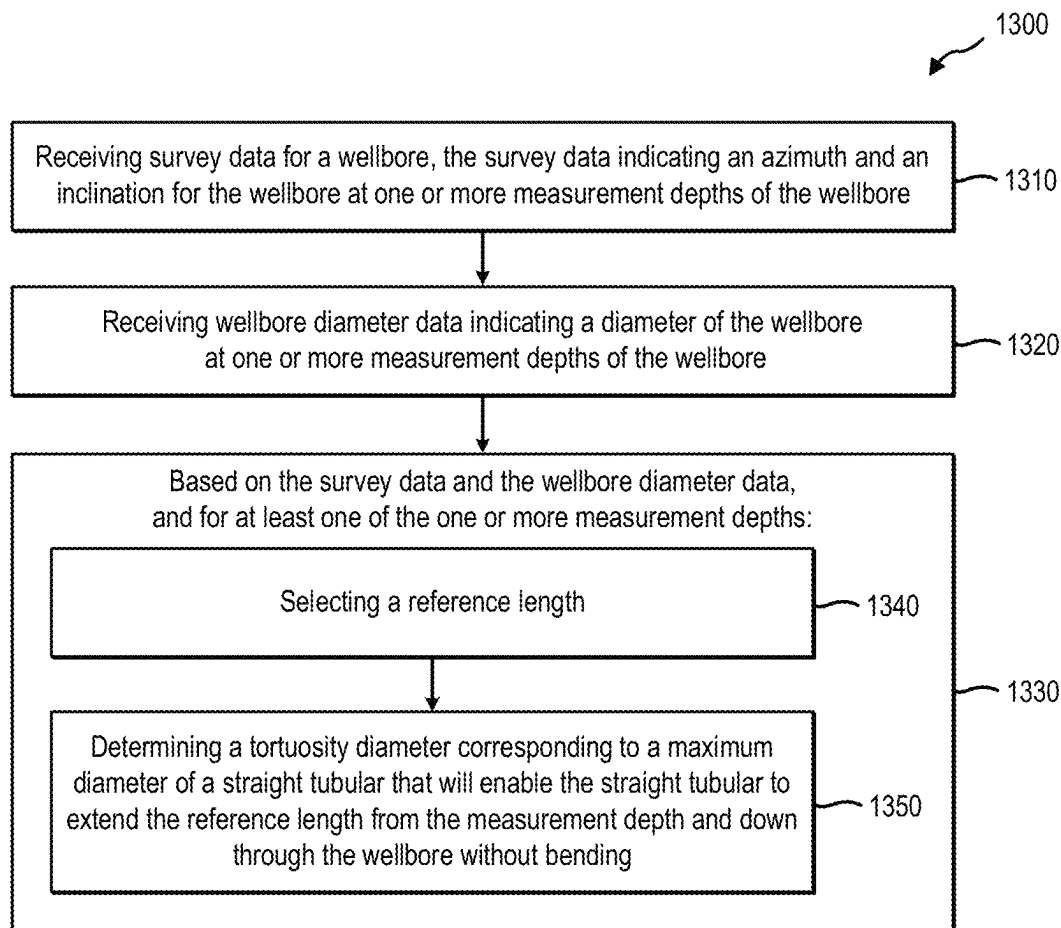 1300
Receiving survey data for a wellbore, the survey data indicating an azimuth and an
inclination for the wellbore at one or more measurement depths of the wellbore
1310
Receiving wellbore diameter data indicating a diameter of the wellbore
at one or more measurement depths of the wellbore
1320
Based on the survey data and the wellbore diameter data,
and for at least one of the one or more measurement depths:
Selecting a reference length
1340
1330
Determining a tortuosity diameter corresponding to a maximum
diameter of a straight tubular that will enable the straight tubular to
extend the reference length from the measurement depth and down
through the wellbore without bending
1350